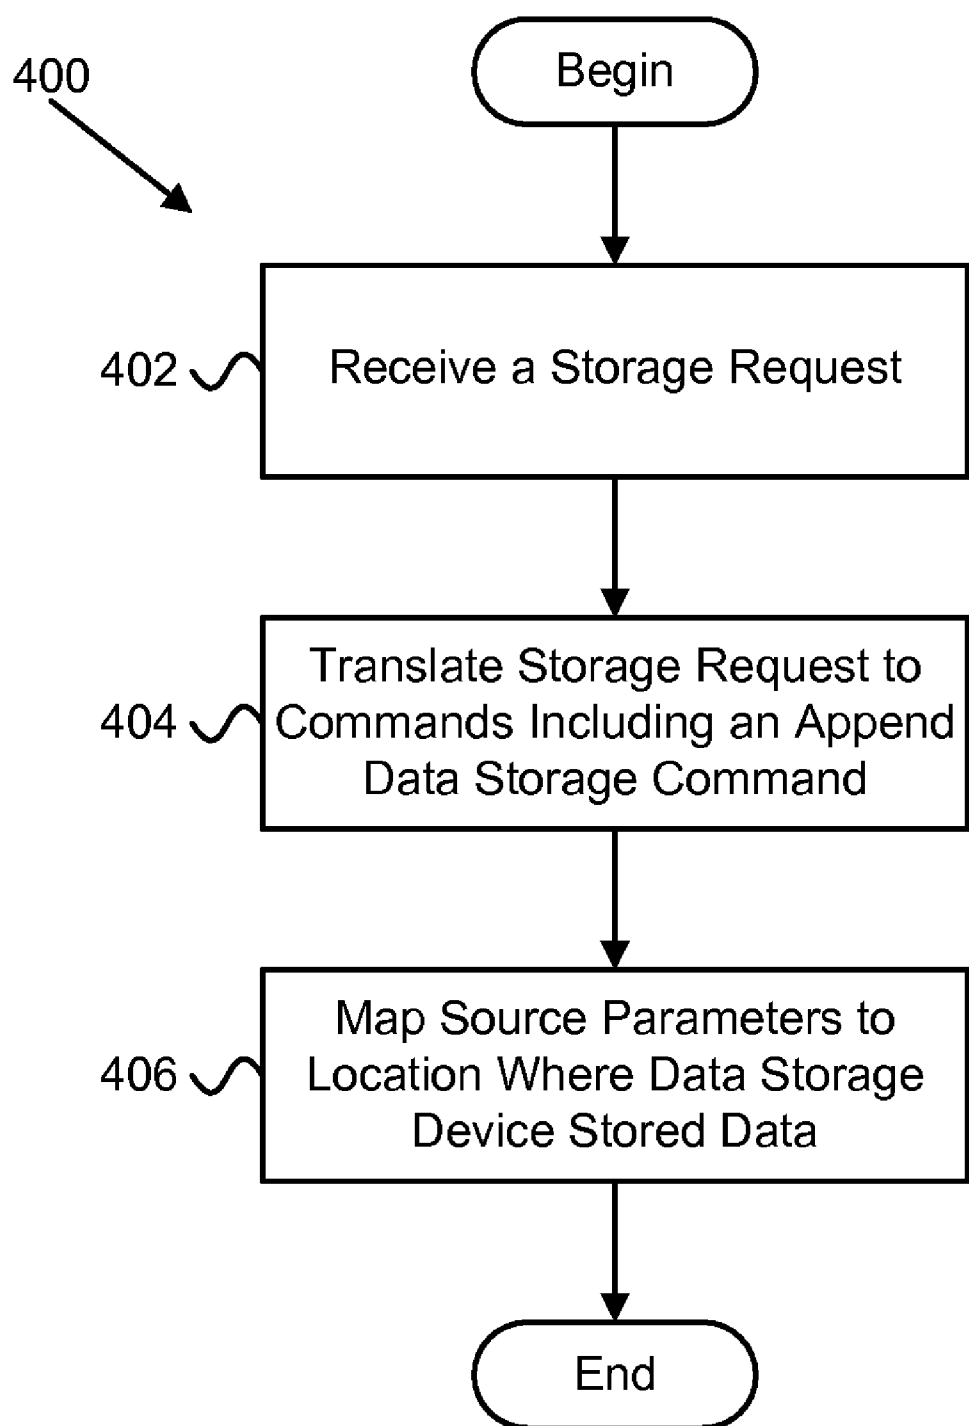 400
Begin
402
Receive a Storage Request
404
Translate Storage Request to
Commands Including an Append
Data Storage Command
406
Map Source Parameters to
Location Where Data Storage
Device Stored Data
End